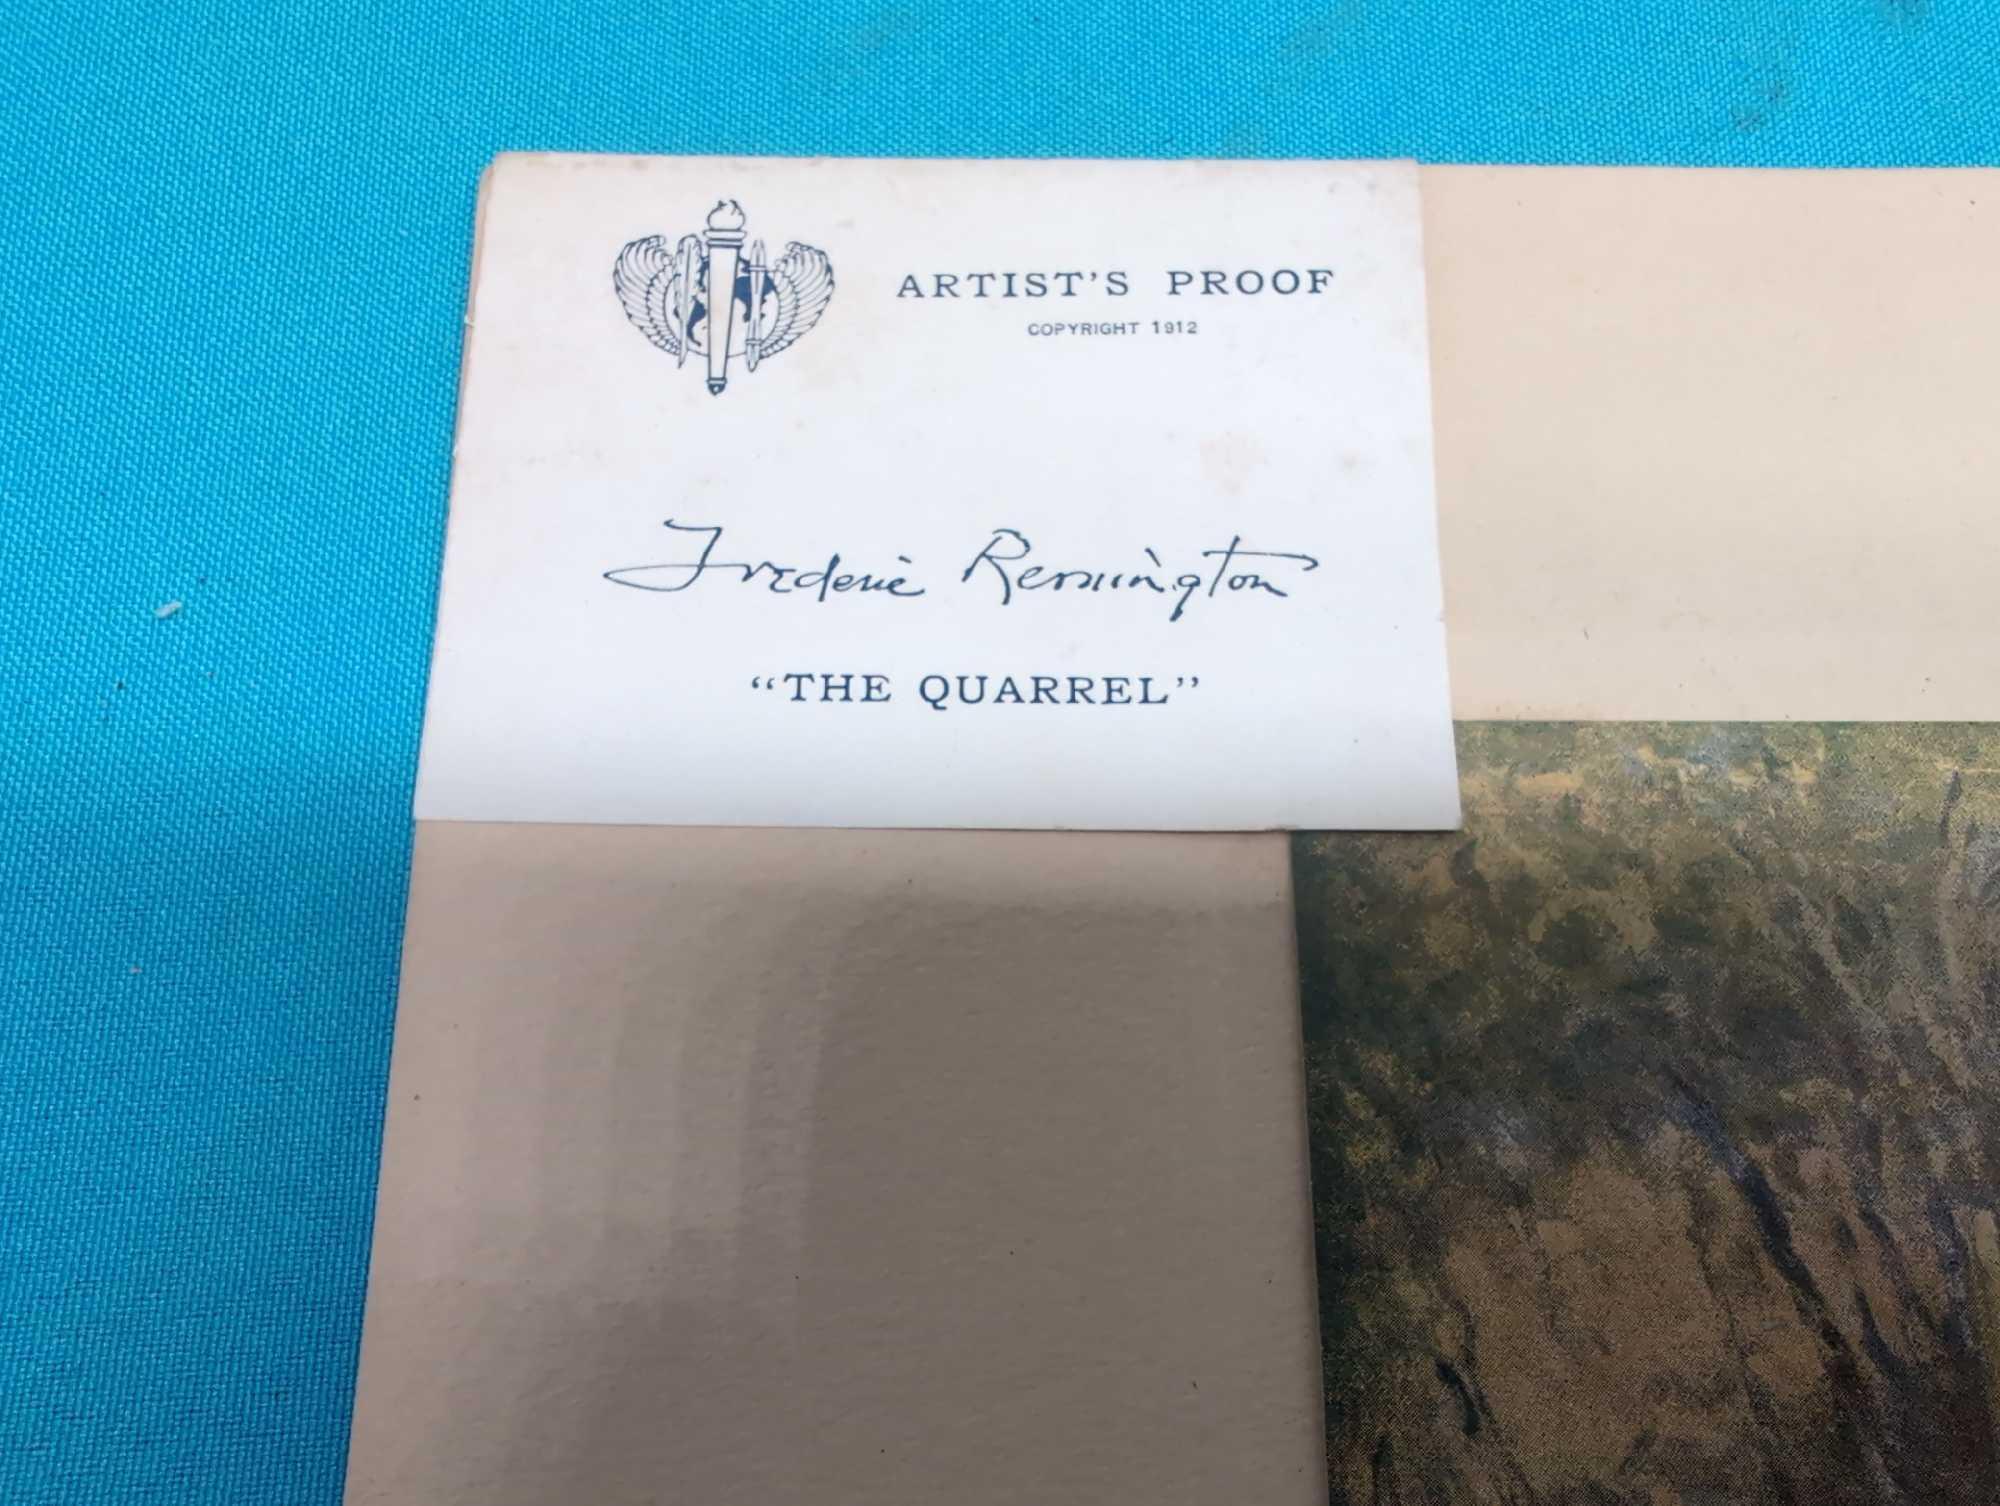 ARTIST'S PROOF
COPYRIGHT 1912
Frederic Remington
"THE QUARREL"